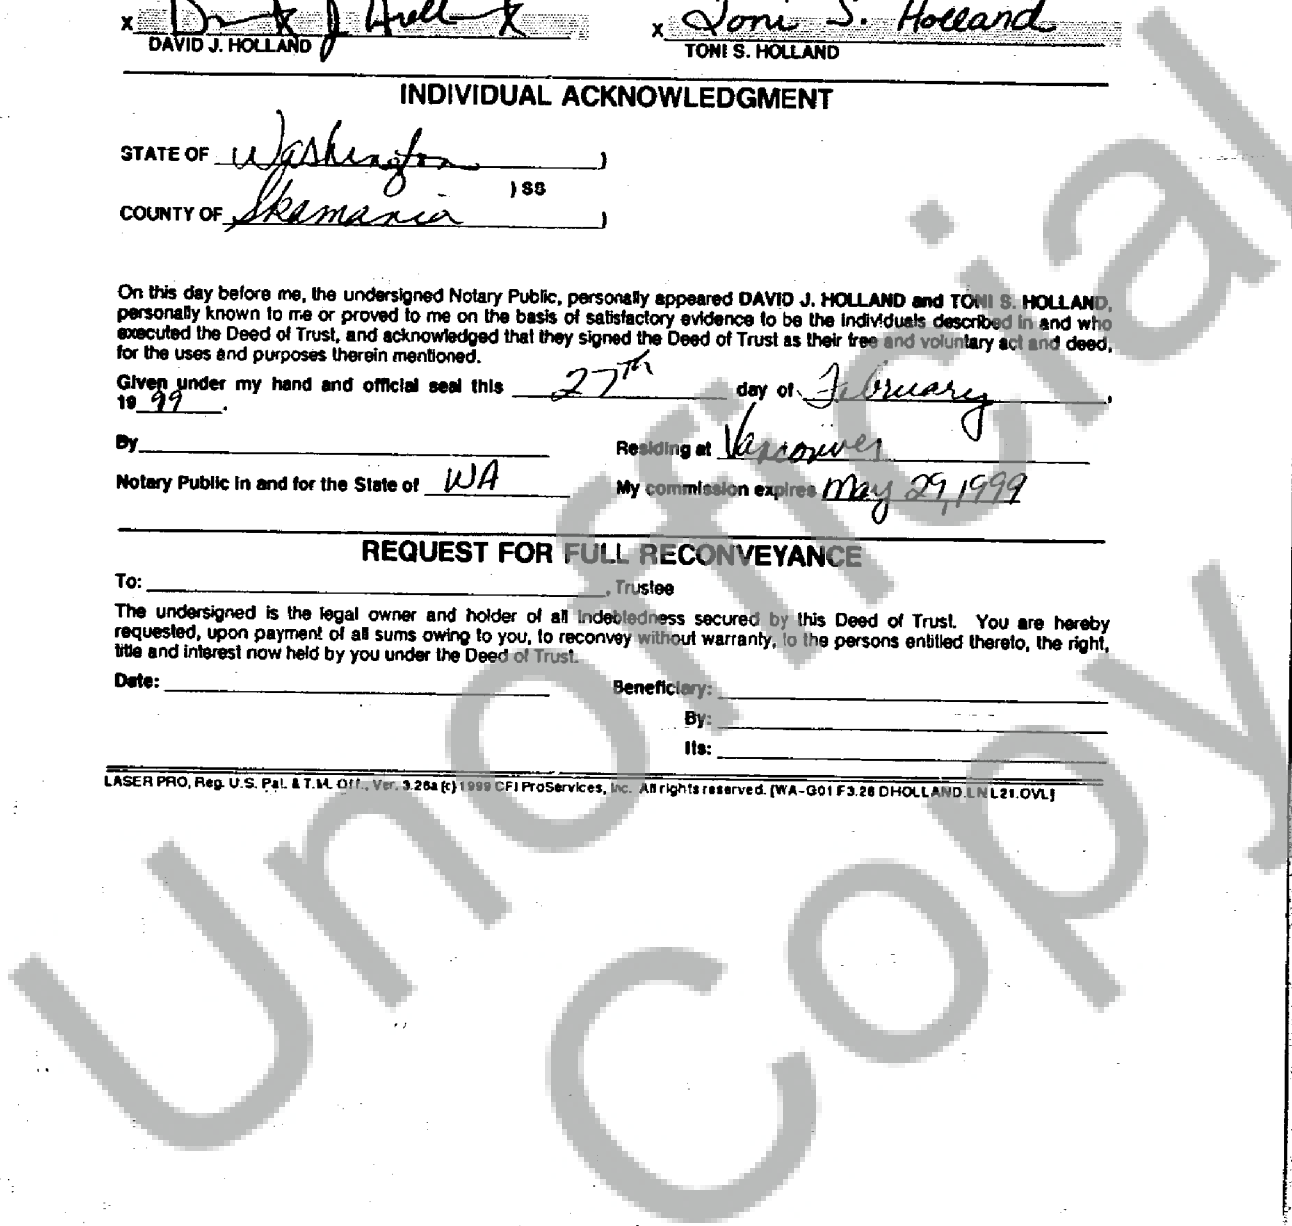 x David J Holland x Toni S. Holland
DAVID J. HOLLAND TONI S. HOLLAND
INDIVIDUAL ACKNOWLEDGMENT
STATE OF Washington )
) SS
COUNTY OF Skamania )
On this day before me, the undersigned Notary Public, personally appeared DAVID J. HOLLAND and TONI S. HOLLAND,
personally known to me or proved to me on the basis of satisfactory evidence to be the individuals described in and who
executed the Deed of Trust, and acknowledged that they signed the Deed of Trust as their free and voluntary act and deed,
for the uses and purposes therein mentioned.
Given under my hand and official seal this 27th day of February,
19 99.
By Residing at Vancouver
Notary Public in and for the State of WA My commission expires May 29, 1999
REQUEST FOR FULL RECONVEYANCE
To: , Trustee
The undersigned is the legal owner and holder of all indebtedness secured by this Deed of Trust. You are hereby
requested, upon payment of all sums owing to you, to reconvey without warranty, to the persons entitled thereto, the right,
title and interest now held by you under the Deed of Trust.
Date: Beneficiary:
By:
Its:
LASER PRO, Reg. U.S. Pat. & T.M. Off., Ver. 3.26a (c) 1999 CFI ProServices, Inc. All rights reserved. [WA-G01 F3.26 DHOLLAND.LN L21.OVL]
Unofficial
Copy